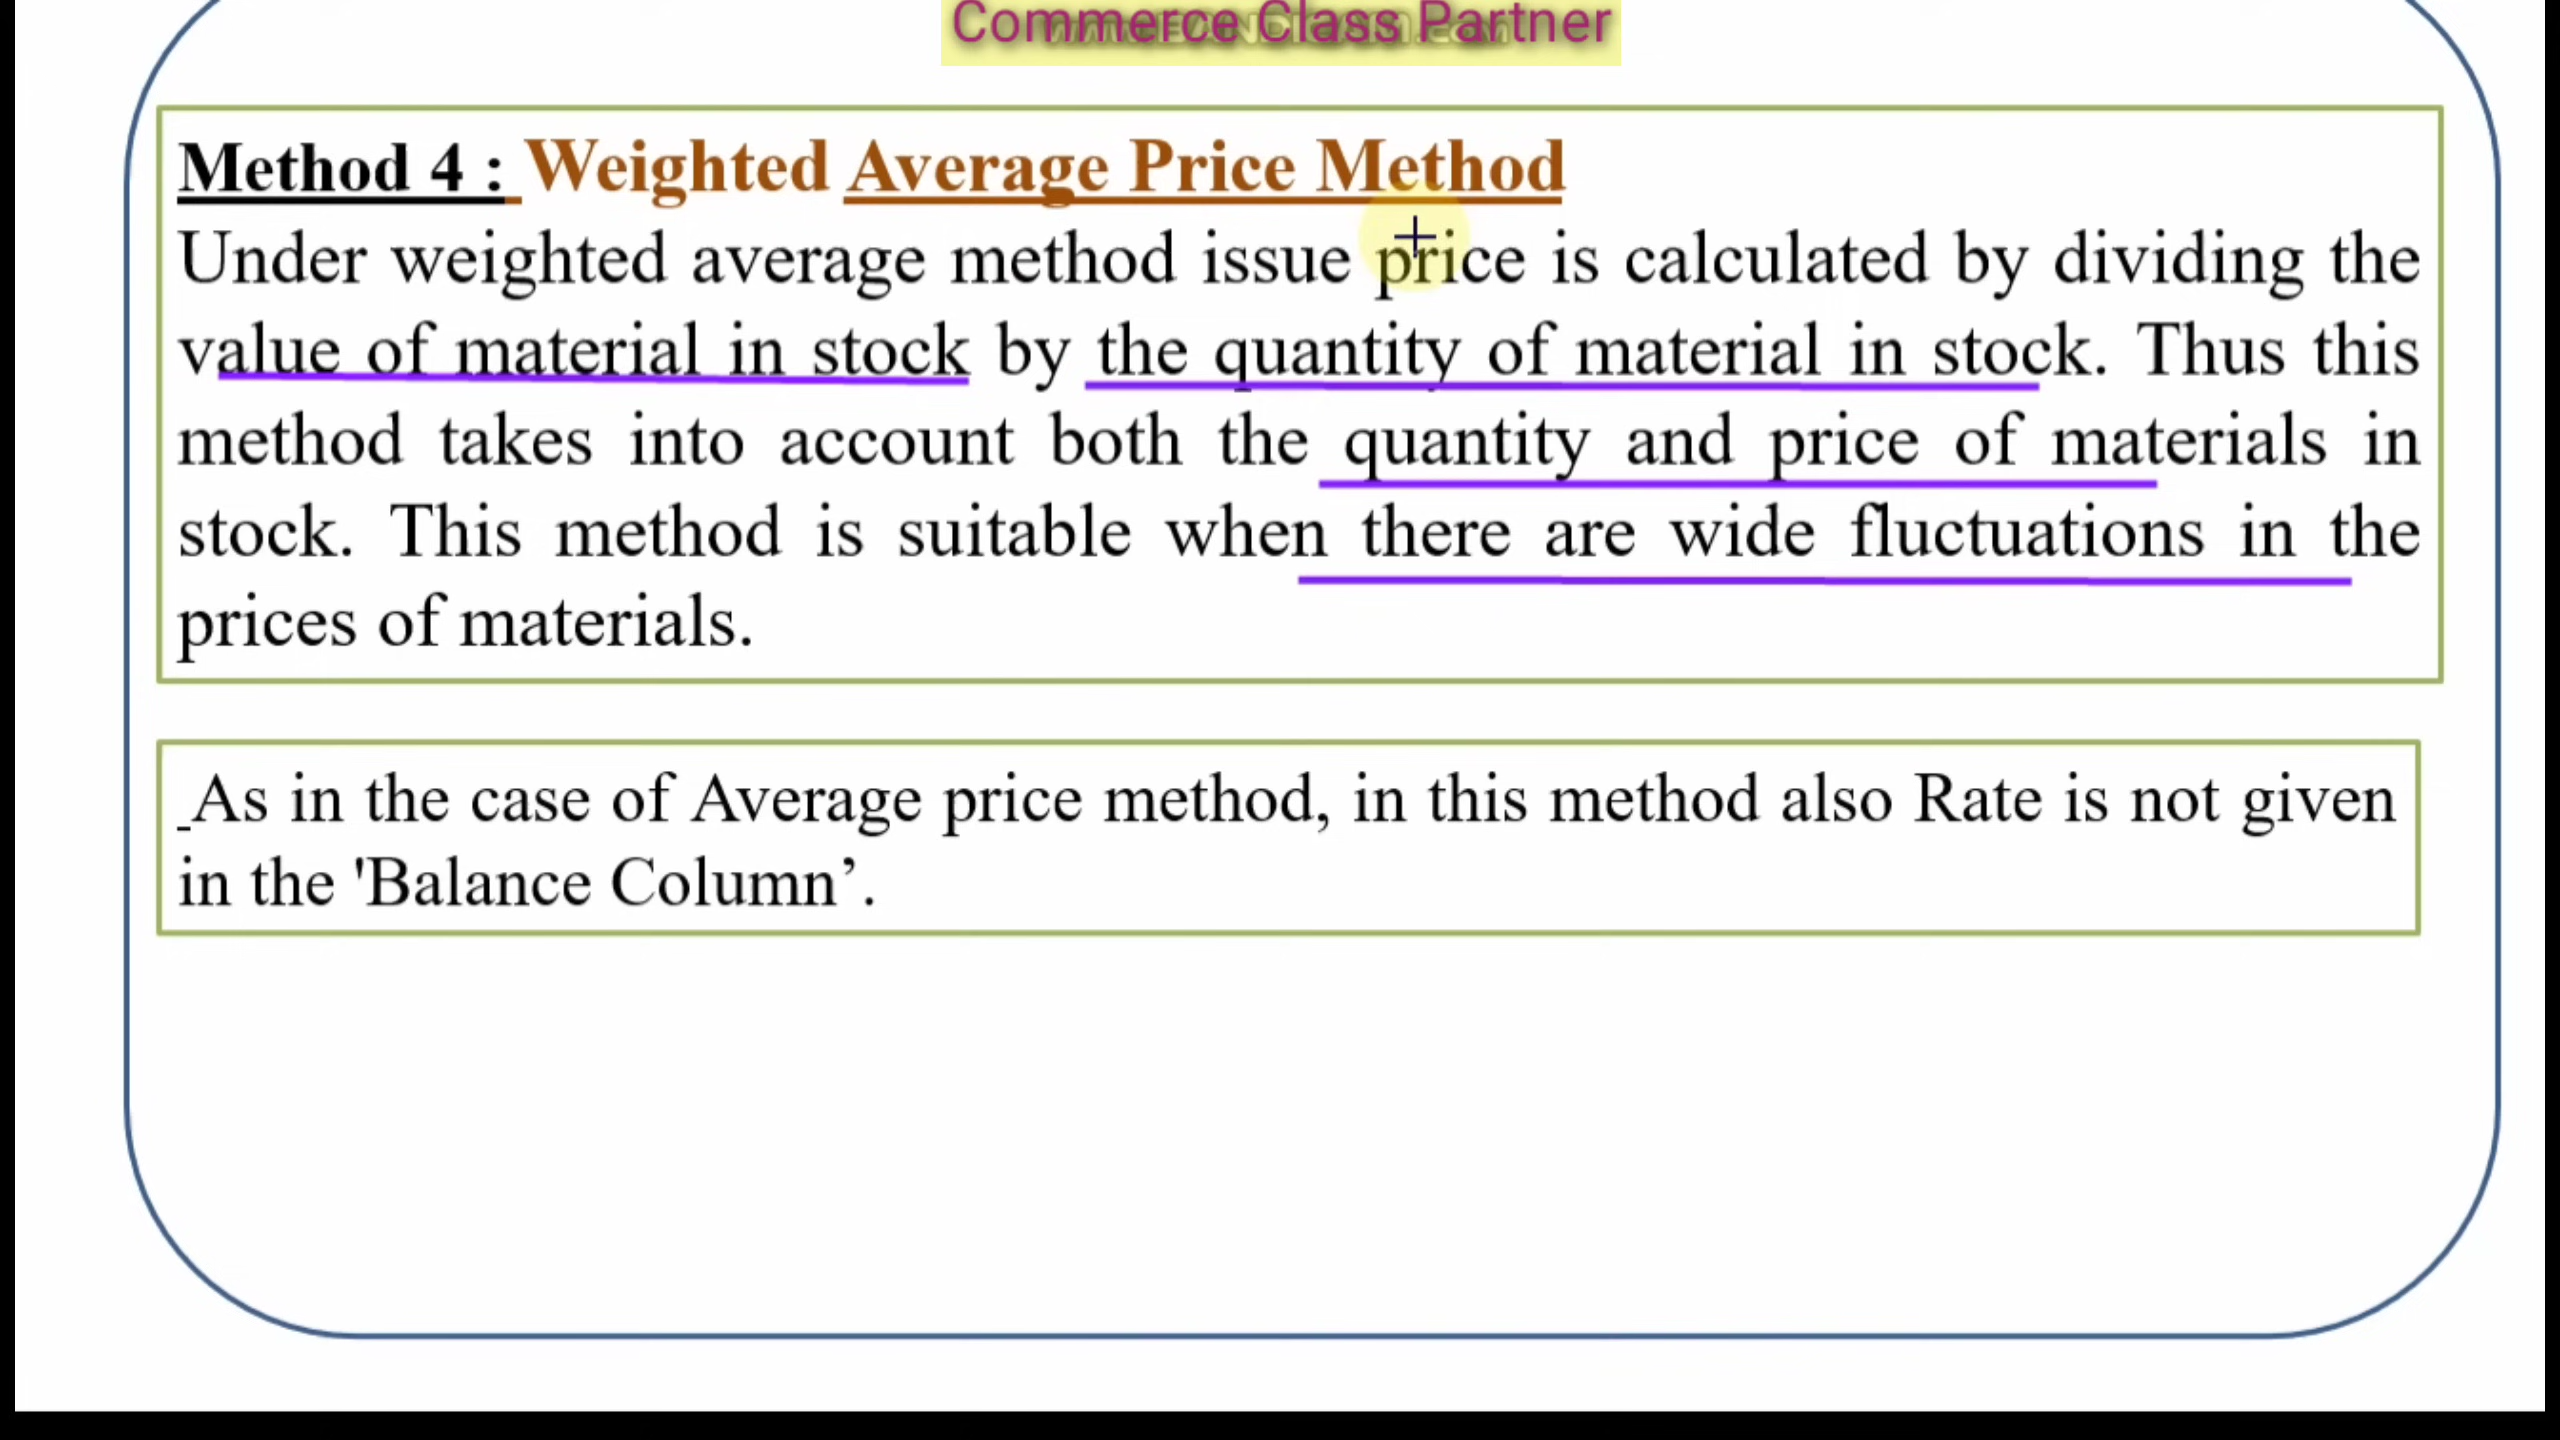 Commerce Class Partner
Method 4 : Weighted Average Price Method
Under weighted average method issue price is calculated by dividing the
value of material in stock by the quantity of material in stock. Thus this
method takes into account both the quantity and price of materials in
stock. This method is suitable when there are wide fluctuations in the
prices of materials.
As in the case of Average price method, in this method also Rate is not given
in the 'Balance Column’.